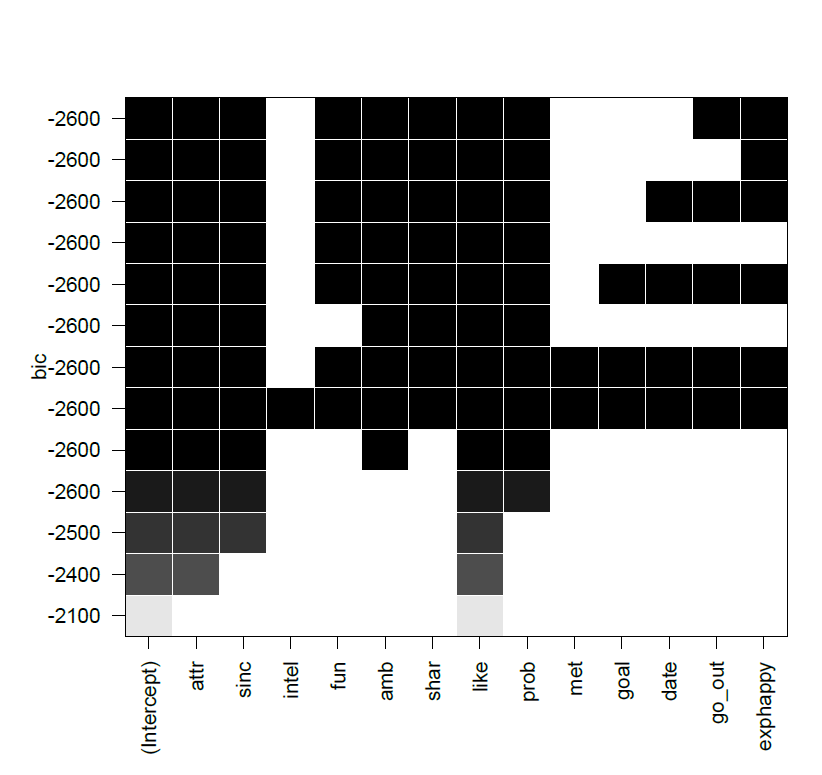 -2600
-2600
-2600
-2600
-2600
-2600
-2600
-2600
-2600
-2600
-2500
-2400
-2100
bic
(Intercept)
attr
sinc
intel
fun
amb
shar
like
prob
met
goal
date
go_out
exphappy